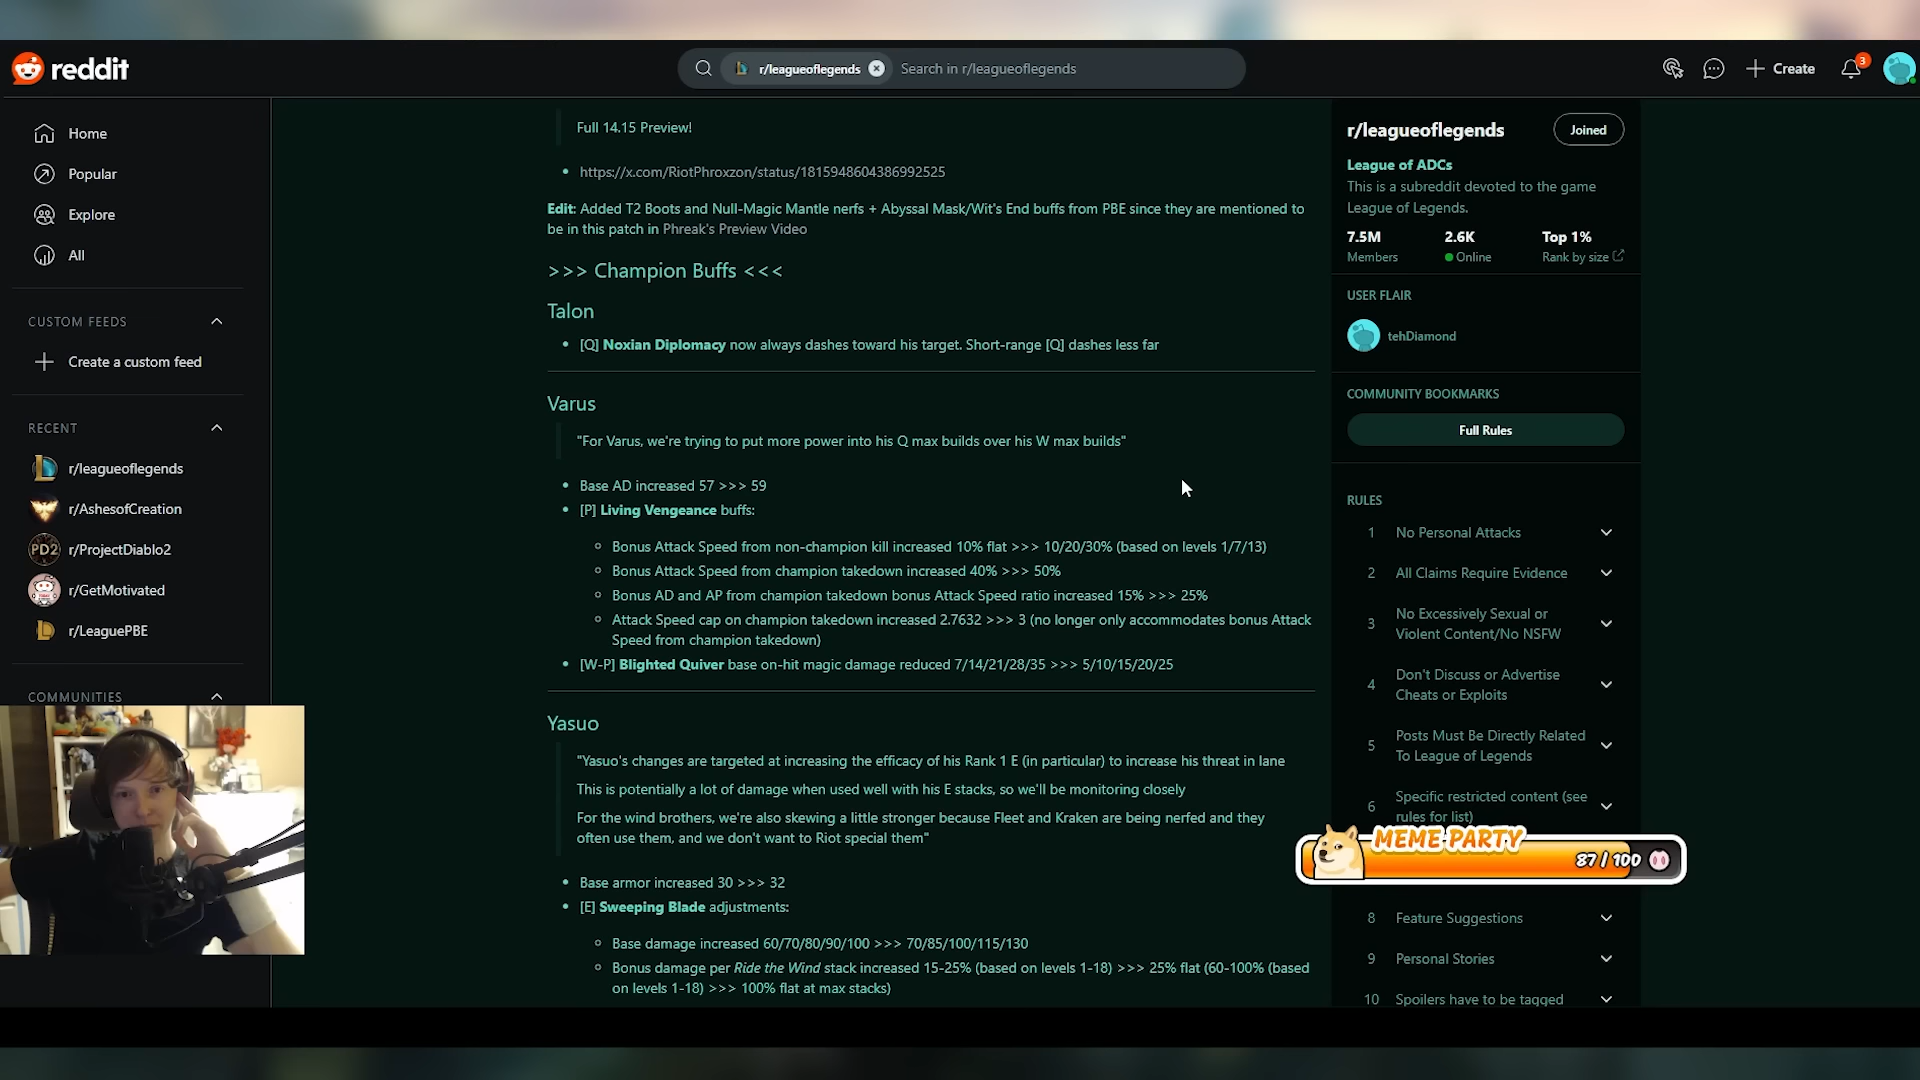 reddit
r/leagueoflegends
Search in r/leagueoflegends
Create
3
Home
Popular
Explore
All
CUSTOM FEEDS
Create a custom feed
RECENT
r/leagueoflegends
r/AshesofCreation
PD2
r/ProjectDiablo2
r/GetMotivated
r/LeaguePBE
COMMUNITIES
Full 14.15 Preview!
https://x.com/RiotPhroxzon/status/1815948604386992525
Edit: Added T2 Boots and Null-Magic Mantle nerfs + Abyssal Mask/Wit's End buffs from PBE since they are mentioned to
be in this patch in Phreak's Preview Video
>>> Champion Buffs <<<
Talon
[Q] Noxian Diplomacy now always dashes toward his target. Short-range [Q] dashes less far
Varus
"For Varus, we're trying to put more power into his Q max builds over his W max builds"
Base AD increased 57 >>> 59
[P] Living Vengeance buffs:
Bonus Attack Speed from non-champion kill increased 10% flat >>> 10/20/30% (based on levels 1/7/13)
Bonus Attack Speed from champion takedown increased 40% >>> 50%
Bonus AD and AP from champion takedown bonus Attack Speed ratio increased 15% >>> 25%
Attack Speed cap on champion takedown increased 2.7632 >>> 3 (no longer only accommodates bonus Attack
Speed from champion takedown)
[W-P] Blighted Quiver base on-hit magic damage reduced 7/14/21/28/35 >>> 5/10/15/20/25
Yasuo
"Yasuo's changes are targeted at increasing the efficacy of his Rank 1 E (in particular) to increase his threat in lane
This is potentially a lot of damage when used well with his E stacks, so we'll be monitoring closely
For the wind brothers, we're also skewing a little stronger because Fleet and Kraken are being nerfed and they
often use them, and we don't want to Riot special them"
Base armor increased 30 >>> 32
[E] Sweeping Blade adjustments:
Base damage increased 60/70/80/90/100 >>> 70/85/100/115/130
Bonus damage per Ride the Wind stack increased 15-25% (based on levels 1-18) >>> 25% flat (60-100% (based
on levels 1-18) >>> 100% flat at max stacks)
r/leagueoflegends
Joined
League of ADCs
This is a subreddit devoted to the game
League of Legends.
7.5M 2.6K Top 1%
Members Online Rank by size
USER FLAIR
tehDiamond
COMMUNITY BOOKMARKS
Full Rules
RULES
1 No Personal Attacks
2 All Claims Require Evidence
3 No Excessively Sexual or
Violent Content/No NSFW
4 Don't Discuss or Advertise
Cheats or Exploits
5 Posts Must Be Directly Related
To League of Legends
6 Specific restricted content (see
rules for list)
MEME PARTY
87 / 100
8 Feature Suggestions
9 Personal Stories
10 Spoilers have to be tagged